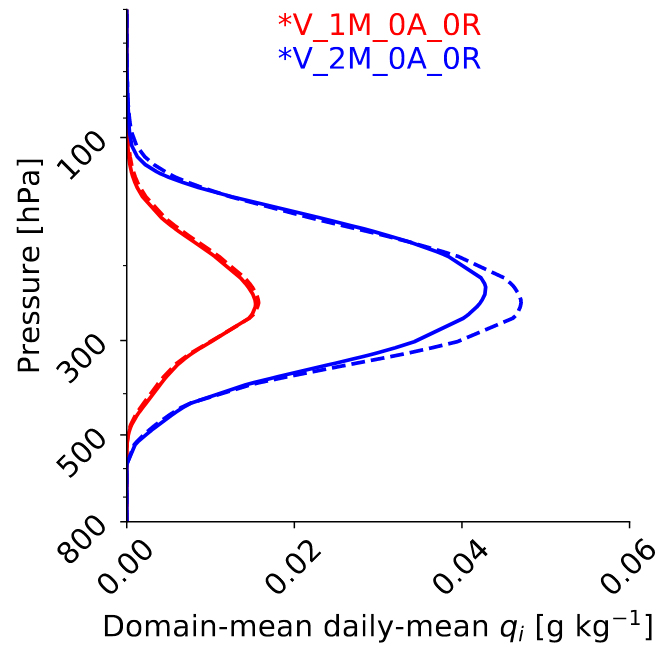 *V_1M_0A_0R
*V_2M_0A_0R
Pressure [hPa]
100
300
500
800
0.00
0.02
0.04
0.06
Domain-mean daily-mean qᵢ [g kg⁻¹]